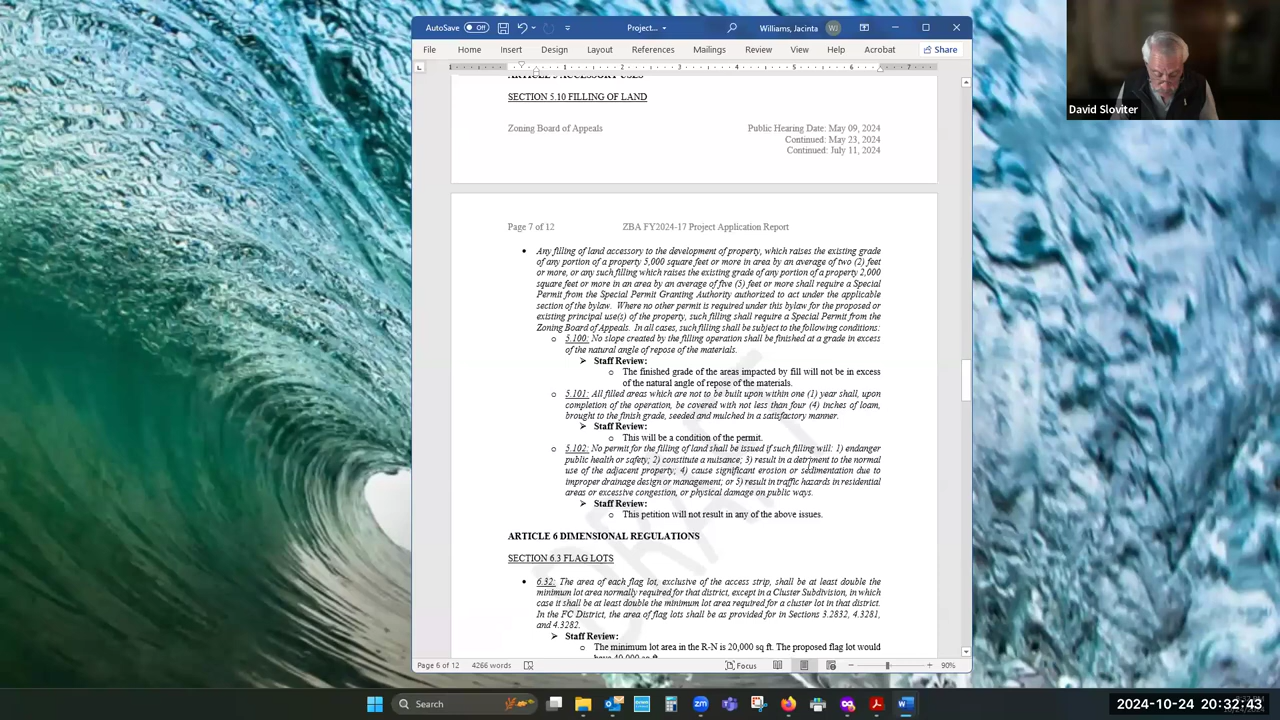 AutoSave Off Project... Williams, Jacinta WJ
File Home Insert Design Layout References Mailings Review View Help Acrobat Share
1 1 2 3 4 5 6 7
ARTICLE 5 ACCESSORY USES
SECTION 5.10 FILLING OF LAND
Zoning Board of Appeals Public Hearing Date: May 09, 2024
Continued: May 23, 2024
Continued: July 11, 2024
Page 7 of 12 ZBA FY2024-17 Project Application Report
• Any filling of land accessory to the development of property, which raises the existing grade
of any portion of a property 5,000 square feet or more in area by an average of two (2) feet
or more, or any such filling which raises the existing grade of any portion of a property 2,000
square feet or more in an area by an average of five (5) feet or more shall require a Special
Permit from the Special Permit Granting Authority authorized to act under the applicable
section of the bylaw. Where no other permit is required under this bylaw for the proposed or
existing principal use(s) of the property, such filling shall require a Special Permit from the
Zoning Board of Appeals. In all cases, such filling shall be subject to the following conditions:
o 5.100: No slope created by the filling operation shall be finished at a grade in excess
of the natural angle of repose of the materials.
➢ Staff Review:
o The finished grade of the areas impacted by fill will not be in excess
of the natural angle of repose of the materials.
o 5.101: All filled areas which are not to be built upon within one (1) year shall, upon
completion of the operation, be covered with not less than four (4) inches of loam,
brought to the finish grade, seeded and mulched in a satisfactory manner.
➢ Staff Review:
o This will be a condition of the permit.
o 5.102: No permit for the filling of land shall be issued if such filling will: 1) endanger
public health or safety; 2) constitute a nuisance; 3) result in a detriment to the normal
use of the adjacent property; 4) cause significant erosion or sedimentation due to
improper drainage design or management; or 5) result in traffic hazards in residential
areas or excessive congestion, or physical damage on public ways.
➢ Staff Review:
o This petition will not result in any of the above issues.
ARTICLE 6 DIMENSIONAL REGULATIONS
SECTION 6.3 FLAG LOTS
• 6.32: The area of each flag lot, exclusive of the access strip, shall be at least double the
minimum lot area normally required for that district, except in a Cluster Subdivision, in which
case it shall be at least double the minimum lot area required for a cluster lot in that district.
In the FC District, the area of flag lots shall be as provided for in Sections 3.2832, 4.3281,
and 4.3282.
➢ Staff Review:
o The minimum lot area in the R-N is 20,000 sq ft. The proposed flag lot would
have 40,000 sq ft.
DRAFT
Page 6 of 12 4266 words Focus 90%
David Sloviter
Search
2024-10-24 20:32:43